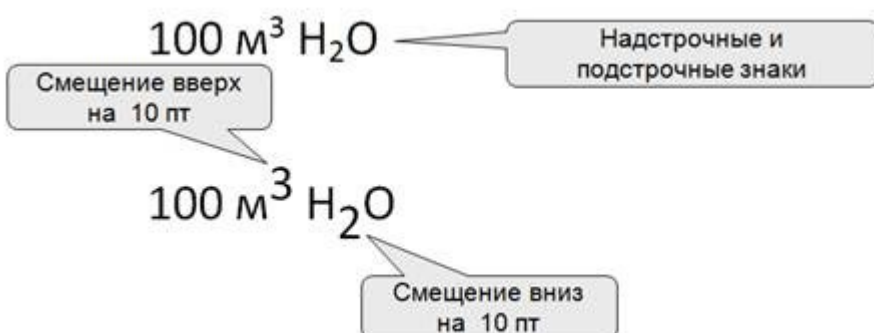 100 м³ H₂O
Надстрочные и
подстрочные знаки
Смещение вверх
на 10 пт
100 м³ H₂O
Смещение вниз
на 10 пт